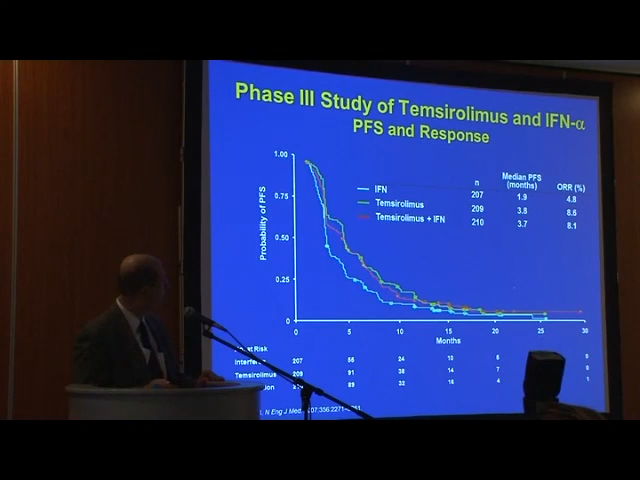 Phase III Study of Temsirolimus and IFN-α
PFS and Response
Probability of PFS
1.00
0.75
0.50
0.25
0
n Median PFS (months) ORR (%)
IFN 207 1.9 4.8
Temsirolimus 209 3.8 8.6
Temsirolimus + IFN 210 3.7 8.1
0 5 10 15 20 25 30
Months
at Risk
207 56 24 10 6 0
Temsirolimus 209 91 38 14 7 0
89 32 16 4 1
N Eng J Med.